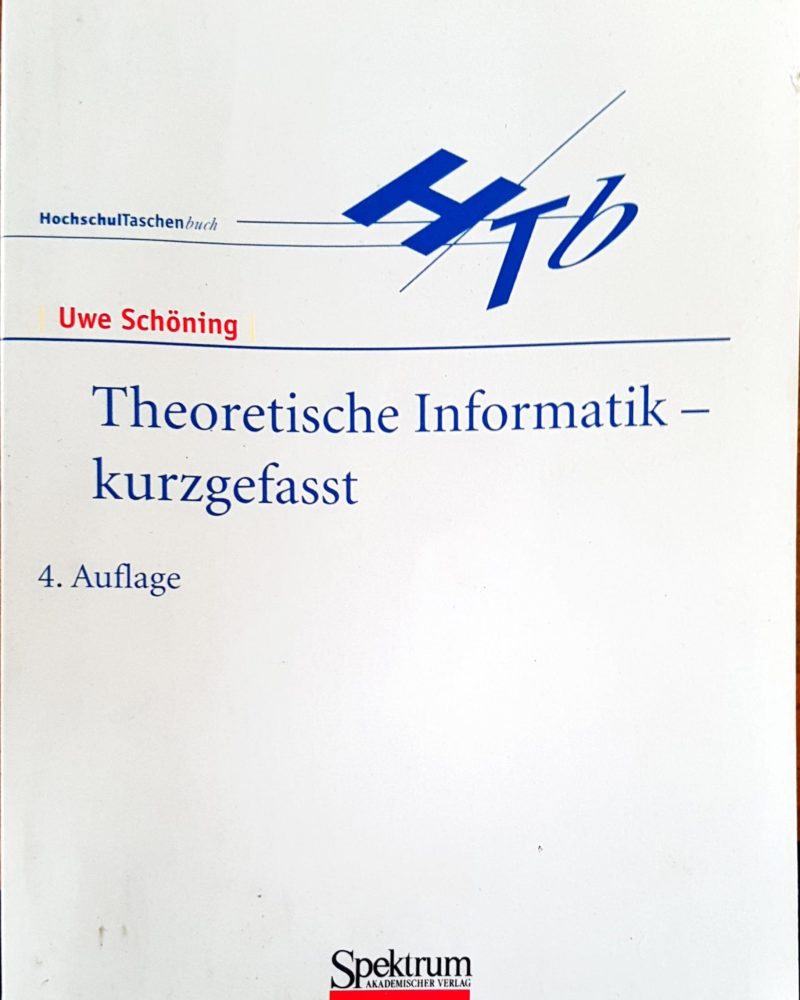 HTb
HochschulTaschenbuch
Uwe Schöning
Theoretische Informatik –
kurzgefasst
4. Auflage
Spektrum
AKADEMISCHER VERLAG